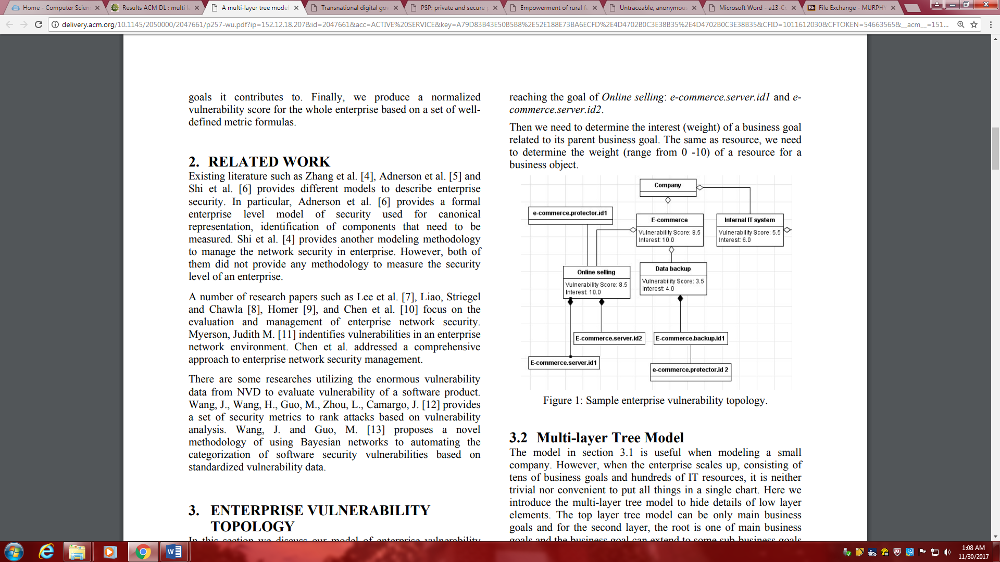 Home - Computer Scien
Results ACM DL : multi l
A multi-layer tree mode
Transnational digital gov
PSP: private and secure p
Empowerment of rural f
Untraceable, anonymous
Microsoft Word - a13-C
File Exchange - MURPHY
delivery.acm.org/10.1145/2050000/2047661/p257-wu.pdf?ip=152.12.18.207&id=2047661&acc=ACTIVE%20SERVICE&key=A79D83B43E50B5B8%2E52E188E73BA6ECFD%2E4D4702B0C3E38B35%2E4D4702B0C3E38B35&CFID=1011612030&CFTOKEN=54663565&__acm__=151...
goals it contributes to. Finally, we produce a normalized
vulnerability score for the whole enterprise based on a set of well-
defined metric formulas.
2. RELATED WORK
Existing literature such as Zhang et al. [4], Adnerson et al. [5] and
Shi et al. [6] provides different models to describe enterprise
security. In particular, Adnerson et al. [6] provides a formal
enterprise level model of security used for canonical
representation, identification of components that need to be
measured. Shi et al. [4] provides another modeling methodology
to manage the network security in enterprise. However, both of
them did not provide any methodology to measure the security
level of an enterprise.
A number of research papers such as Lee et al. [7], Liao, Striegel
and Chawla [8], Homer [9], and Chen et al. [10] focus on the
evaluation and management of enterprise network security.
Myerson, Judith M. [11] indentifies vulnerabilities in an enterprise
network environment. Chen et al. addressed a comprehensive
approach to enterprise network security management.
There are some researches utilizing the enormous vulnerability
data from NVD to evaluate vulnerability of a software product.
Wang, J., Wang, H., Guo, M., Zhou, L., Camargo, J. [12] provides
a set of security metrics to rank attacks based on vulnerability
analysis. Wang, J. and Guo, M. [13] proposes a novel
methodology of using Bayesian networks to automating the
categorization of software security vulnerabilities based on
standardized vulnerability data.
3. ENTERPRISE VULNERABILITY
TOPOLOGY
In this section we discuss our model of enterprise vulnerability
reaching the goal of Online selling: e-commerce.server.id1 and e-
commerce.server.id2.
Then we need to determine the interest (weight) of a business goal
related to its parent business goal. The same as resource, we need
to determine the weight (range from 0 -10) of a resource for a
business object.
Company
e-commerce.protector.id1
E-commerce
Vulnerability Score: 8.5
Interest: 10.0
Internal IT system
Vulnerability Score: 5.5
Interest: 6.0
Online selling
Vulnerability Score: 8.5
Interest: 10.0
Data backup
Vulnerability Score: 3.5
Interest: 4.0
E-commerce.server.id2
E-commerce.backup.id1
E-commerce.server.id1
e-commerce.protector.id 2
Figure 1: Sample enterprise vulnerability topology.
3.2 Multi-layer Tree Model
The model in section 3.1 is useful when modeling a small
company. However, when the enterprise scales up, consisting of
tens of business goals and hundreds of IT resources, it is neither
trivial nor convenient to put all things in a single chart. Here we
introduce the multi-layer tree model to hide details of low layer
elements. The top layer tree model can be only main business
goals and for the second layer, the root is one of main business
goals and the business goal can extend to some sub-business goals
1:08 AM
11/30/2017